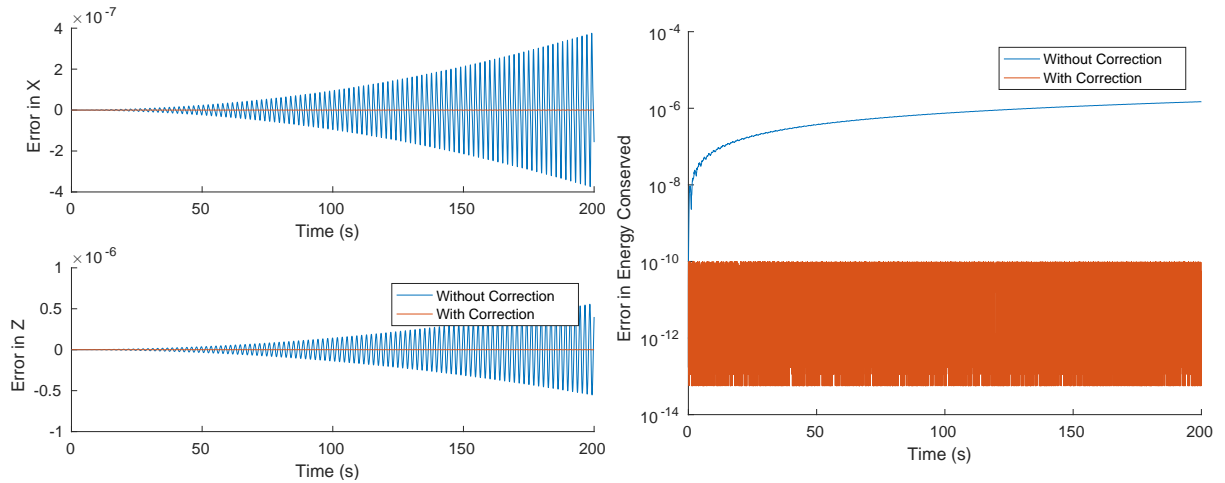 ×10⁻⁷
4
2
0
-2
-4
Error in X
0 50 100 150 200
Time (s)
×10⁻⁶
1
0.5
0
-0.5
-1
Error in Z
Without Correction
With Correction
0 50 100 150 200
Time (s)
10⁻⁴
10⁻⁶
10⁻⁸
10⁻¹⁰
10⁻¹²
10⁻¹⁴
Error in Energy Conserved
Without Correction
With Correction
0 50 100 150 200
Time (s)